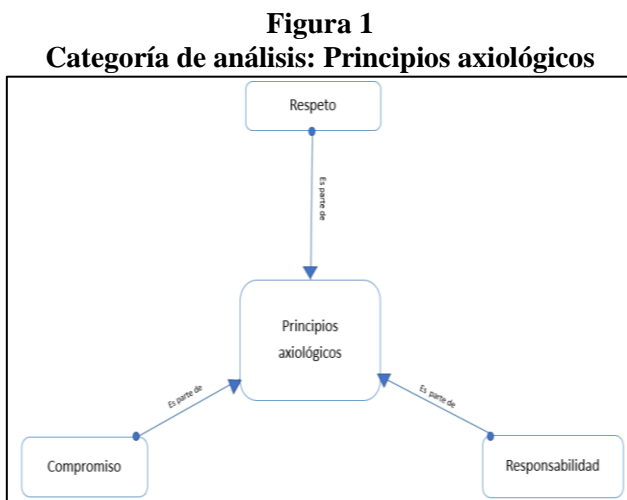 Figura 1
Categoría de análisis: Principios axiológicos
Respeto
Es parte de
Principios
axiológicos
Es parte de
Es parte de
Compromiso
Responsabilidad